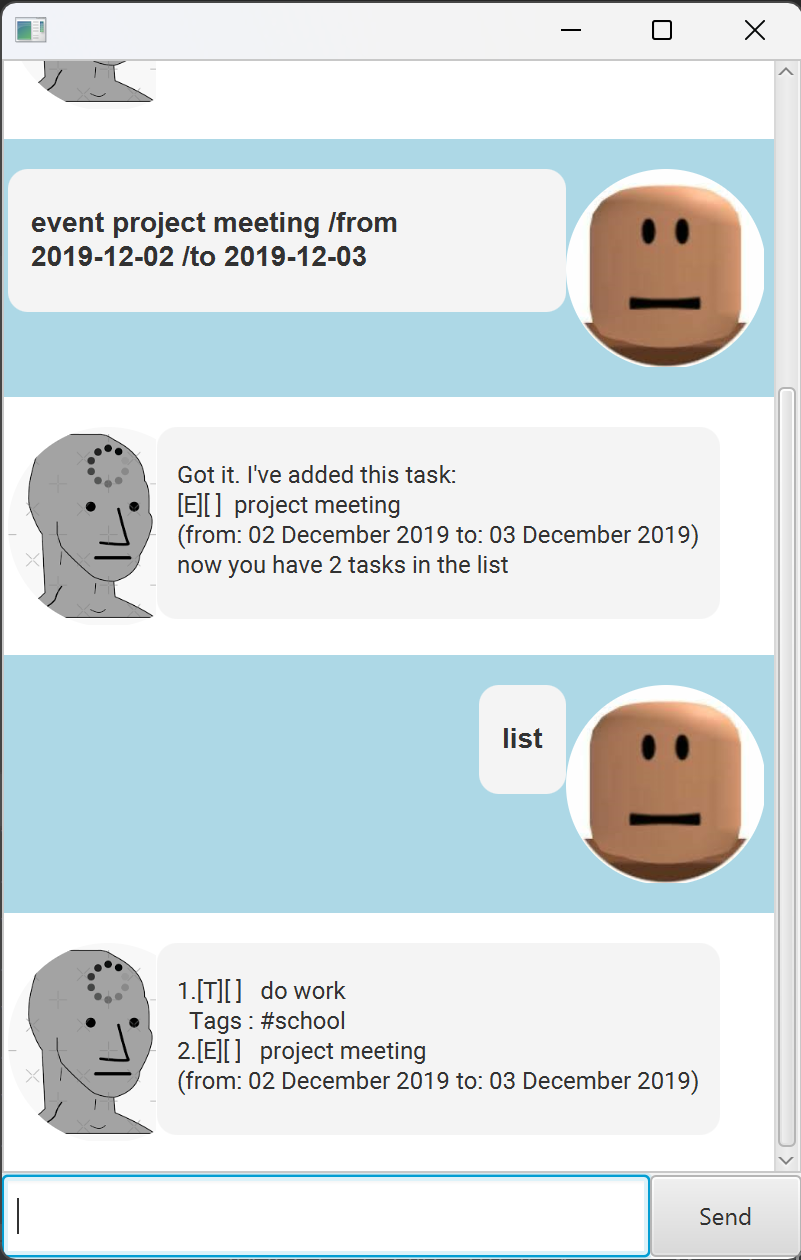 event project meeting /from
2019-12-02 /to 2019-12-03
Got it. I've added this task:
[E][ ]  project meeting
(from: 02 December 2019 to: 03 December 2019)
now you have 2 tasks in the list
list
1.[T][ ]   do work
  Tags : #school
2.[E][ ]   project meeting
(from: 02 December 2019 to: 03 December 2019)
Send